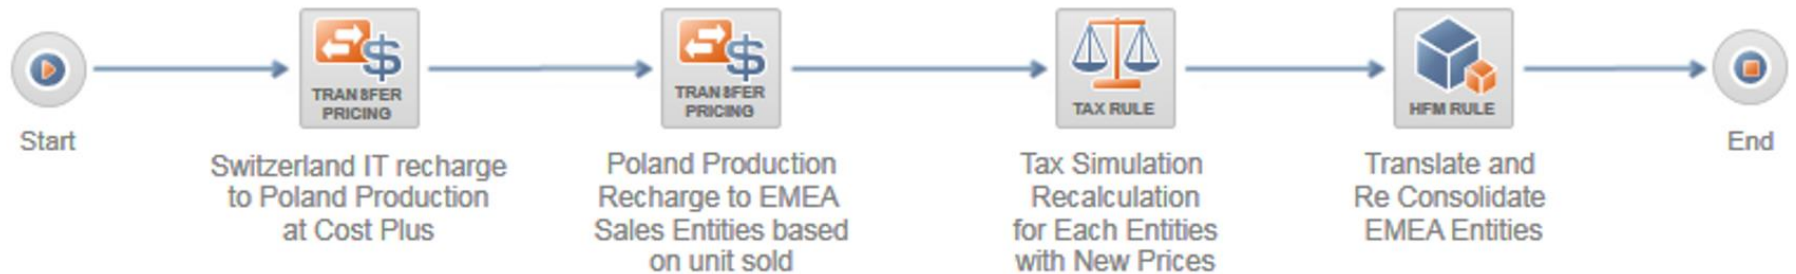 TRANSFER
PRICING
TRANSFER
PRICING
TAX RULE
HFM RULE
Start
Switzerland IT recharge
to Poland Production
at Cost Plus
Poland Production
Recharge to EMEA
Sales Entities based
on unit sold
Tax Simulation
Recalculation
for Each Entities
with New Prices
Translate and
Re Consolidate
EMEA Entities
End